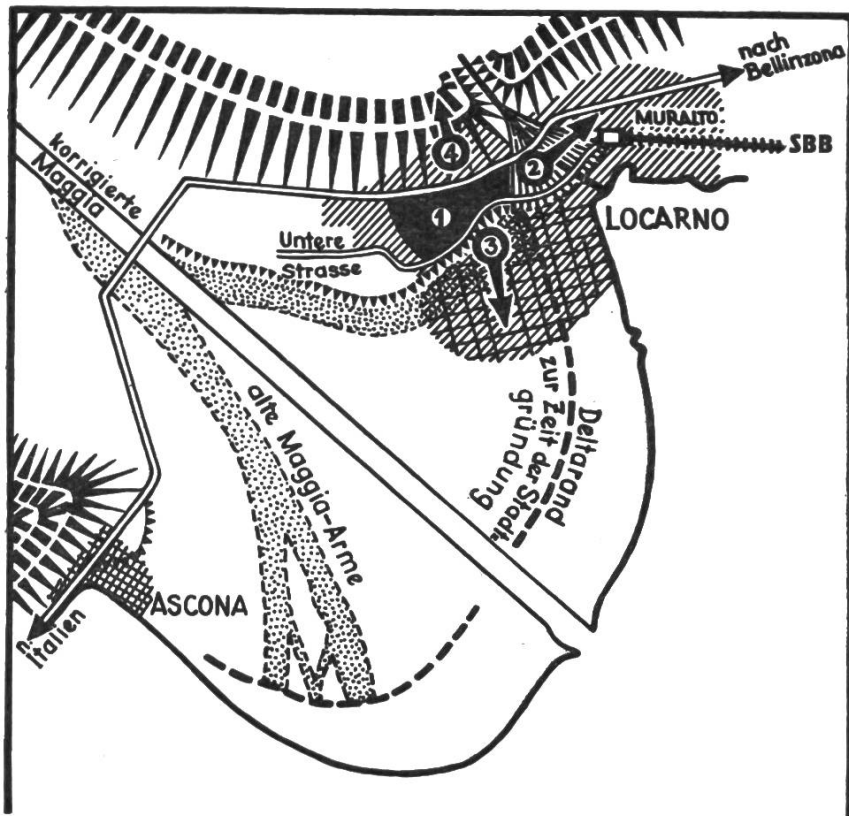 nach
Bellinzona
MURALTO
SBB
LOCARNO
4
2
1
3
korrigierte
Maggia
Untere
Strasse
alte Maggia-Arme
Deltarand
zur Zeit der Stadt-
gründung
ASCONA
n.
Italien